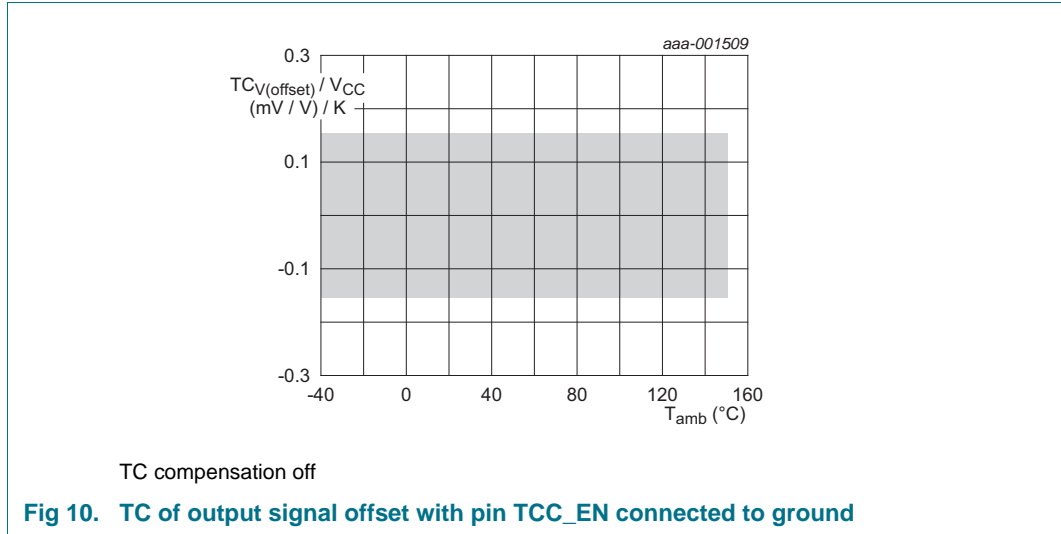 aaa-001509
0.3
TCV(offset) / VCC
(mV / V) / K
0.1
-0.1
-0.3
-40 0 40 80 120 160
Tamb (°C)
TC compensation off
Fig 10. TC of output signal offset with pin TCC_EN connected to ground